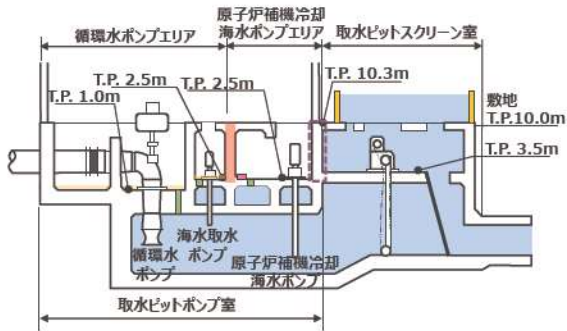 循環水ポンプエリア
原子炉補機冷却
海水ポンプエリア
取水ピットスクリーン室
T.P. 2.5m
T.P. 2.5m
T.P. 10.3m
T.P. 1.0m
敷地
T.P.10.0m
T.P. 3.5m
循環水
ポンプ
海水取水
ポンプ
原子炉補機冷却
海水ポンプ
取水ピットポンプ室